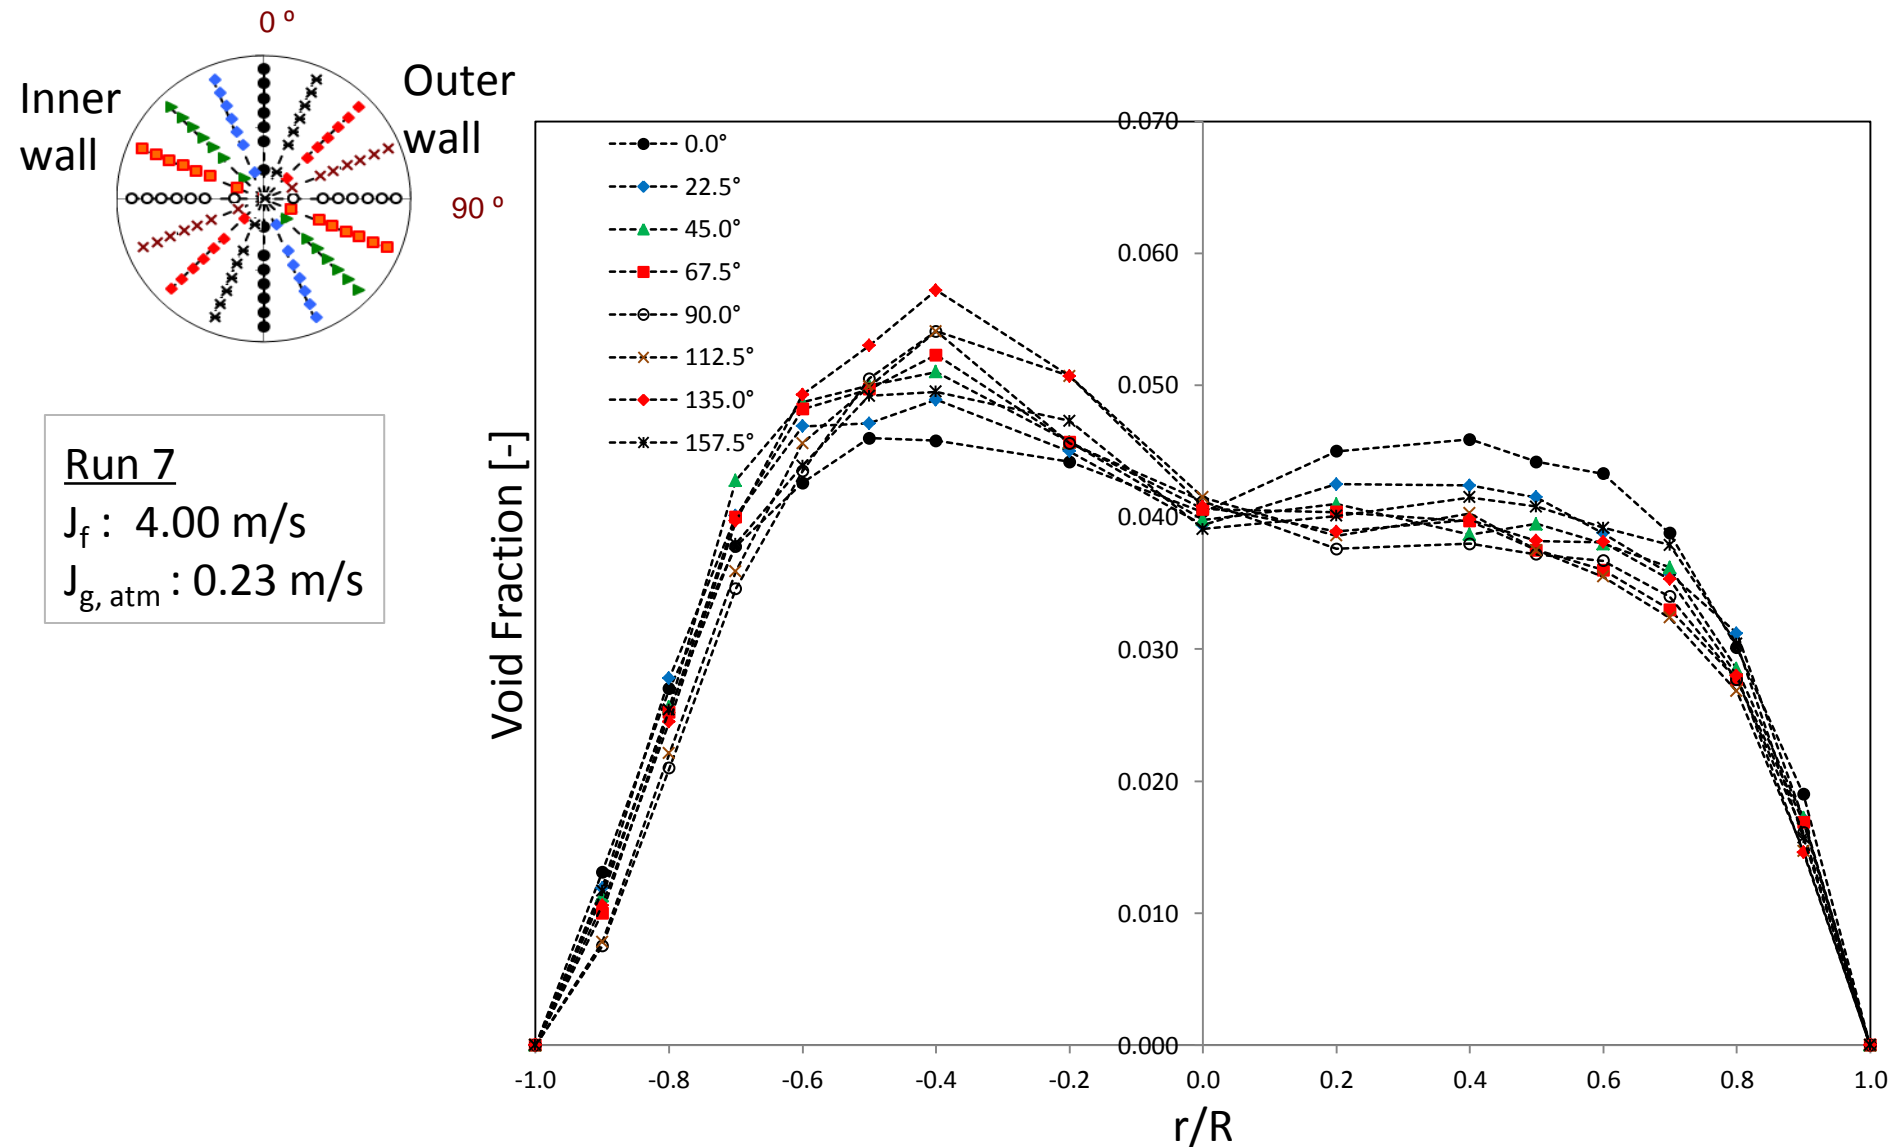 0 º
Inner wall
Outer wall
90 º
Run 7
Jf : 4.00 m/s
Jg, atm : 0.23 m/s
0.0°
22.5°
45.0°
67.5°
90.0°
112.5°
135.0°
157.5°
Void Fraction [-]
0.070
0.060
0.050
0.040
0.030
0.020
0.010
0.000
-1.0 -0.8 -0.6 -0.4 -0.2 0.0 0.2 0.4 0.6 0.8 1.0
r/R